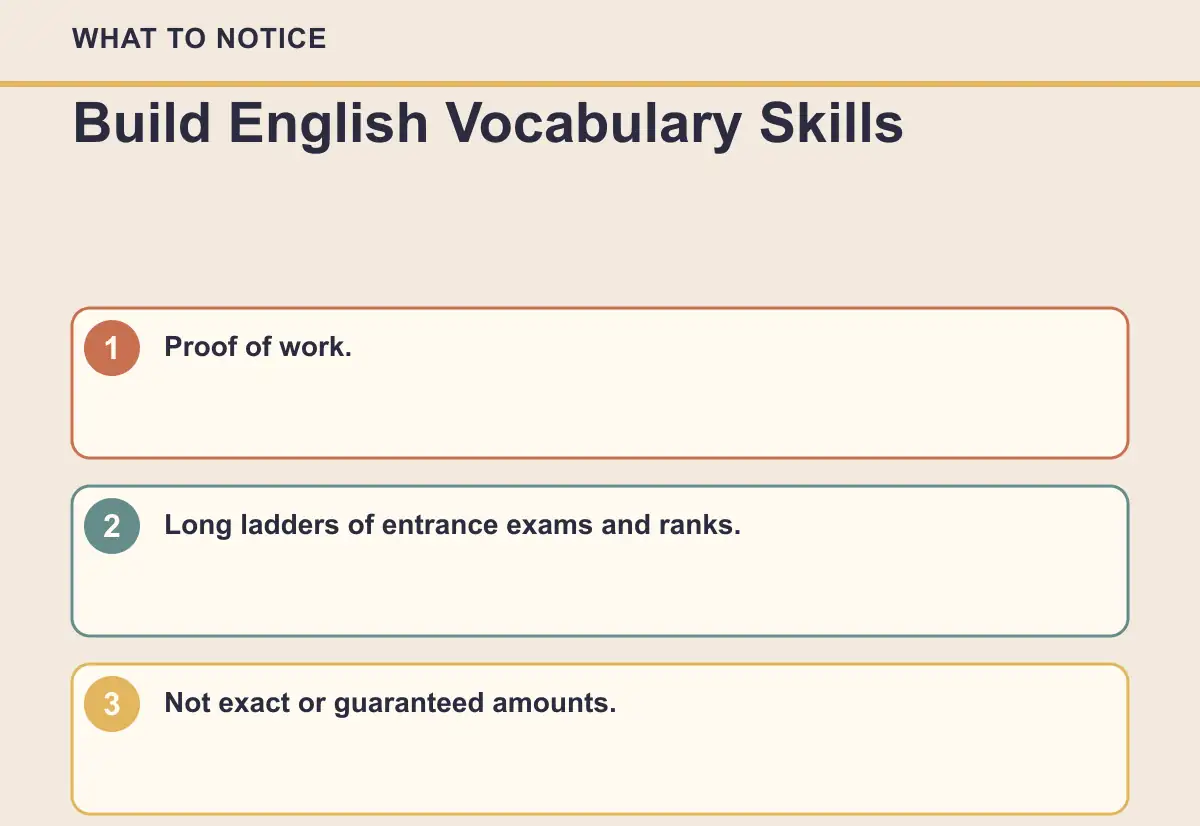 WHAT TO NOTICE
Build English Vocabulary Skills
1 Proof of work.
2 Long ladders of entrance exams and ranks.
3 Not exact or guaranteed amounts.